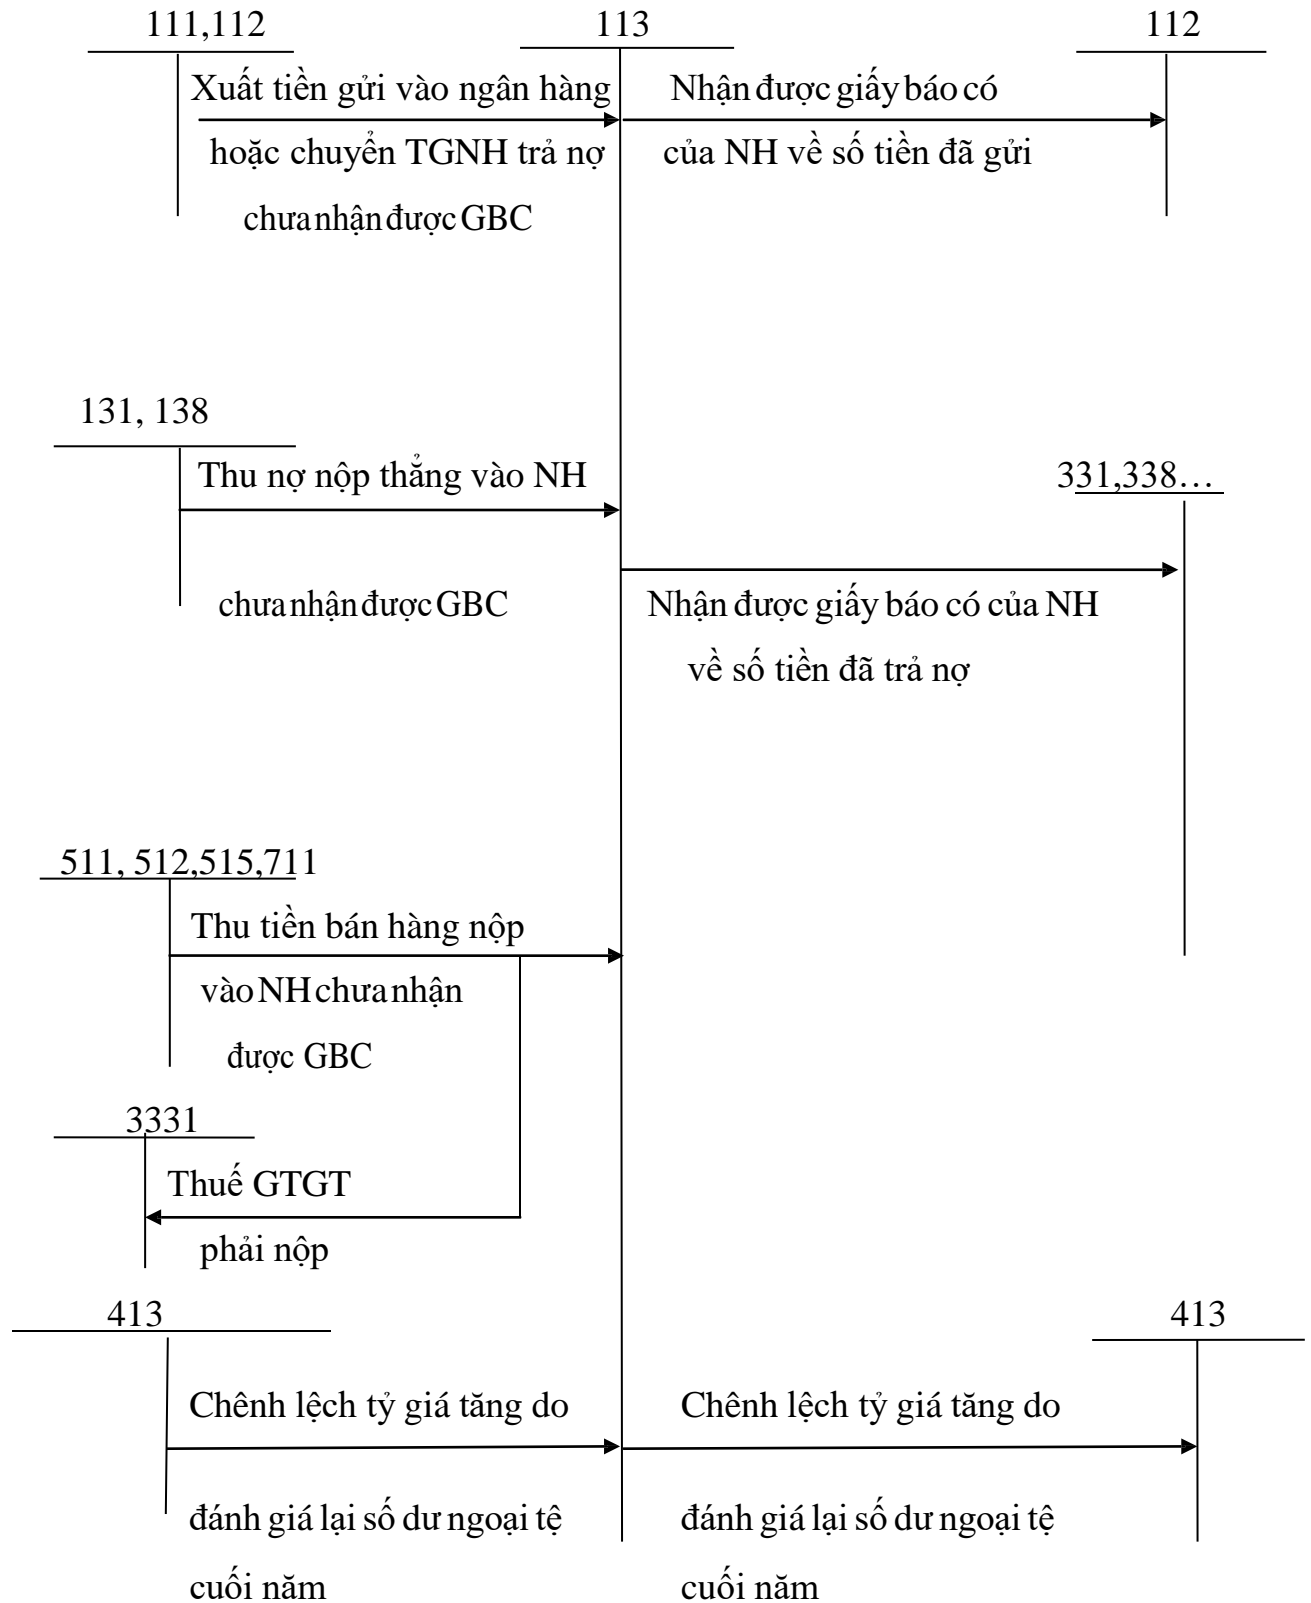 111,112
113
112
Xuất tiền gửi vào ngân hàng
hoặc chuyển TGNH trả nợ
chưa nhận được GBC
Nhận được giấy báo có
của NH về số tiền đã gửi
131, 138
Thu nợ nộp thẳng vào NH
chưa nhận được GBC
331,338…
Nhận được giấy báo có của NH
về số tiền đã trả nợ
511, 512,515,711
Thu tiền bán hàng nộp
vào NH chưa nhận
được GBC
3331
Thuế GTGT
phải nộp
413
Chênh lệch tỷ giá tăng do
đánh giá lại số dư ngoại tệ
cuối năm
413
Chênh lệch tỷ giá tăng do
đánh giá lại số dư ngoại tệ
cuối năm